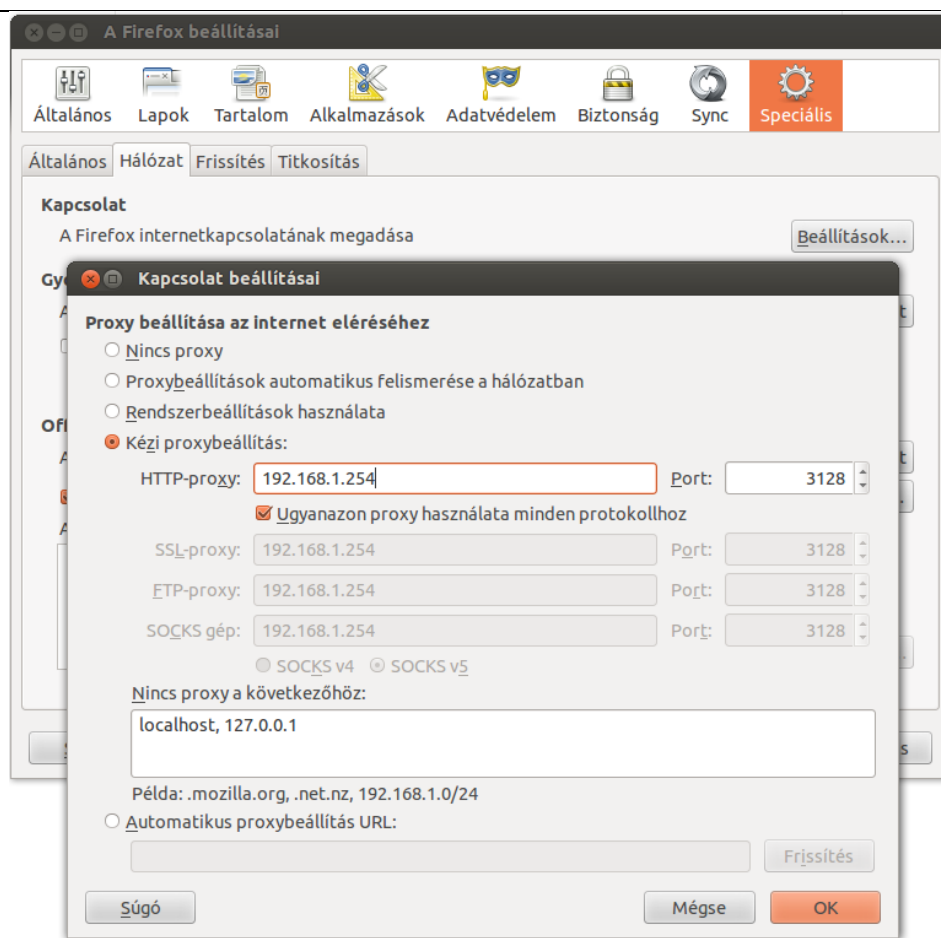 A Firefox beállításai
Általános Lapok Tartalom Alkalmazások Adatvédelem Biztonság Sync Speciális
Általános Hálózat Frissítés Titkosítás
Kapcsolat
A Firefox internetkapcsolatának megadása Beállítások...
Kapcsolat beállításai
Proxy beállítása az internet eléréséhez
Nincs proxy
Proxybeállítások automatikus felismerése a hálózatban
Rendszerbeállítások használata
Kézi proxybeállítás:
HTTP-proxy: 192.168.1.254 Port: 3128
Ugyanazon proxy használata minden protokollhoz
SSL-proxy: 192.168.1.254 Port: 3128
FTP-proxy: 192.168.1.254 Port: 3128
SOCKS gép: 192.168.1.254 Port: 3128
SOCKS v4 SOCKS v5
Nincs proxy a következőhöz:
localhost, 127.0.0.1
Példa: .mozilla.org, .net.nz, 192.168.1.0/24
Automatikus proxybeállítás URL:
Frissítés
Súgó Mégse OK